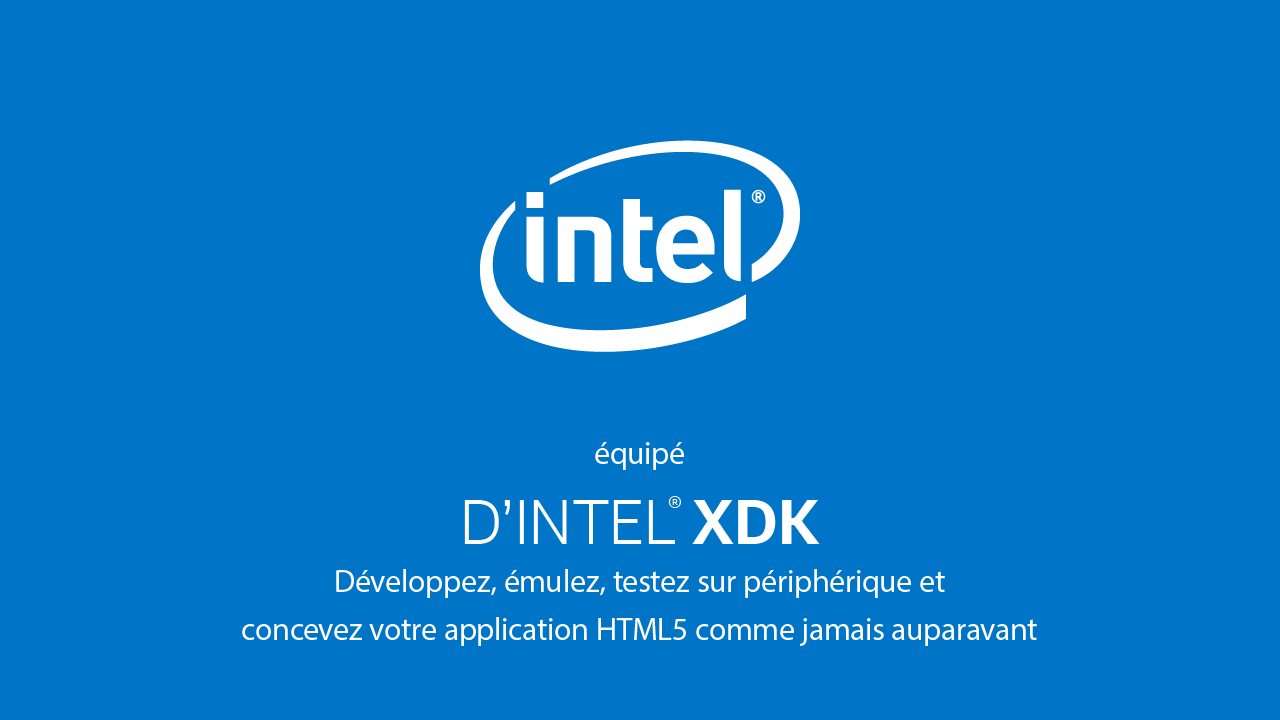 intel®
équipé
D’INTEL® XDK
Développez, émulez, testez sur périphérique et
concevez votre application HTML5 comme jamais auparavant